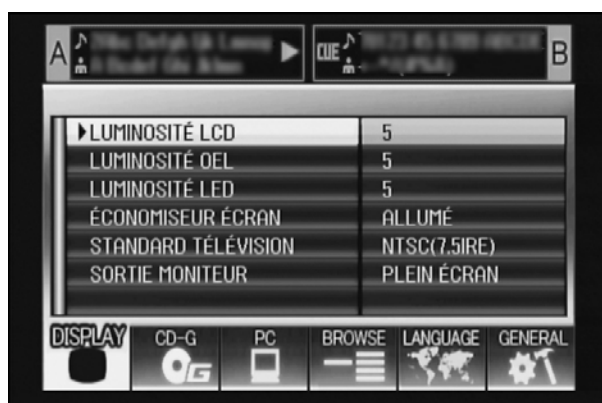 A
CUE
B
LUMINOSITÉ LCD 5
LUMINOSITÉ OEL 5
LUMINOSITÉ LED 5
ÉCONOMISEUR ÉCRAN ALLUMÉ
STANDARD TÉLÉVISION NTSC(7.5IRE)
SORTIE MONITEUR PLEIN ÉCRAN
DISPLAY CD-G PC BROWSE LANGUAGE GENERAL
G